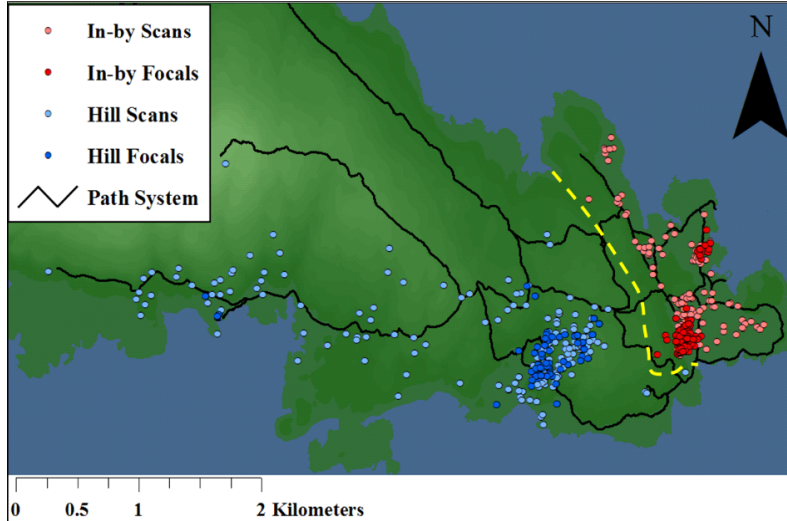 In-by Scans
In-by Focals
Hill Scans
Hill Focals
Path System
N
0 0.5 1 2 Kilometers